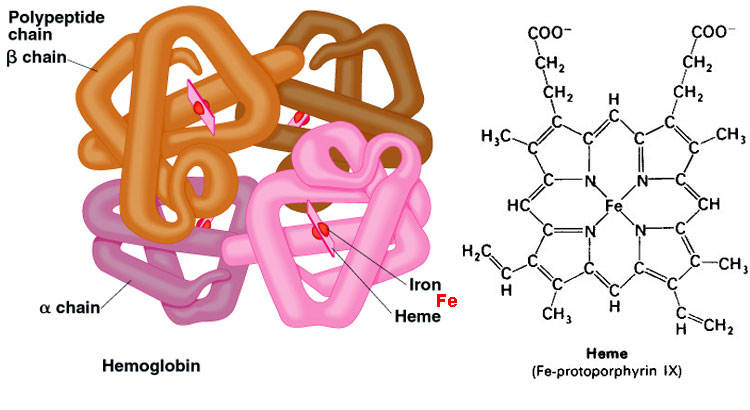 Polypeptide
chain
β chain
α chain
Iron
Fe
Heme
Hemoglobin
COO⁻ COO⁻
CH₂ CH₂
CH₂ CH₂
H
H₃C C C C C C C CH₃
C C C C
N N
HC C C CH
Fe
C N N C
H₂C C C C C CH₃
C C C C C C C
H CH₃ H C CH₂
H
Heme
(Fe-protoporphyrin IX)